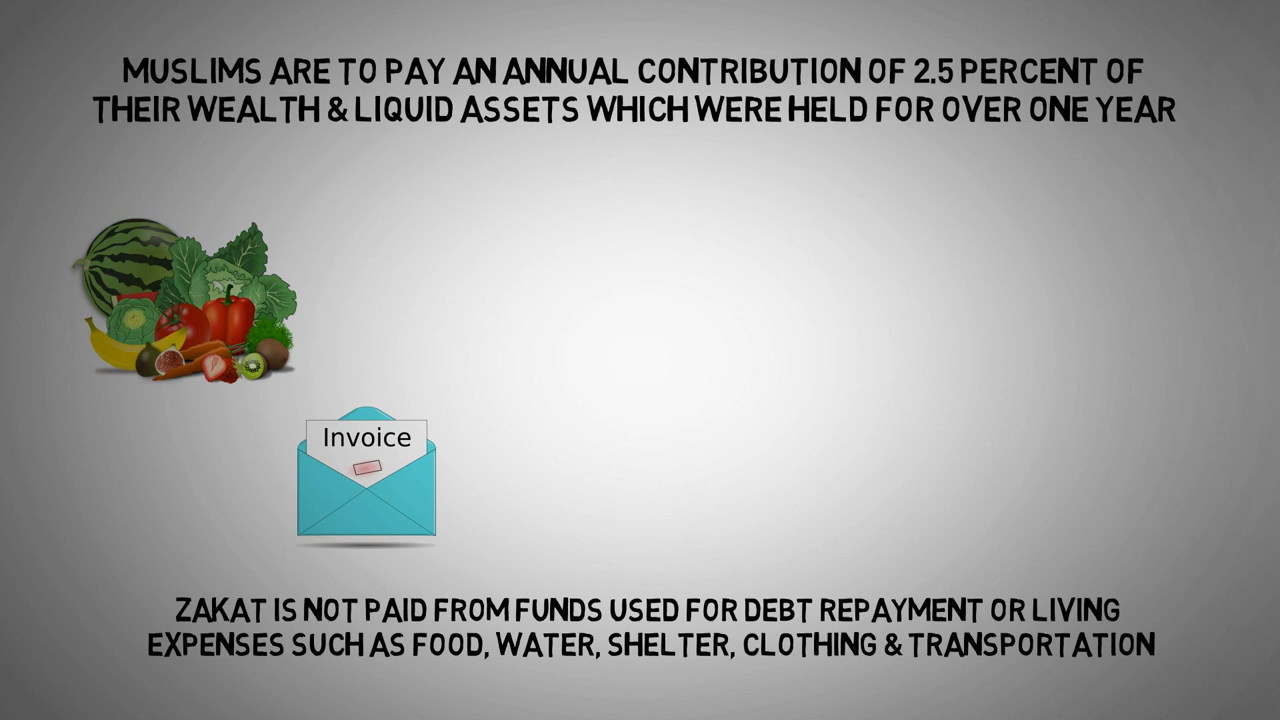 MUSLIMS ARE TO PAY AN ANNUAL CONTRIBUTION OF 2.5 PERCENT OF
THEIR WEALTH & LIQUID ASSETS WHICH WERE HELD FOR OVER ONE YEAR
Invoice
ZAKAT IS NOT PAID FROM FUNDS USED FOR DEBT REPAYMENT OR LIVING
EXPENSES SUCH AS FOOD, WATER, SHELTER, CLOTHING & TRANSPORTATION